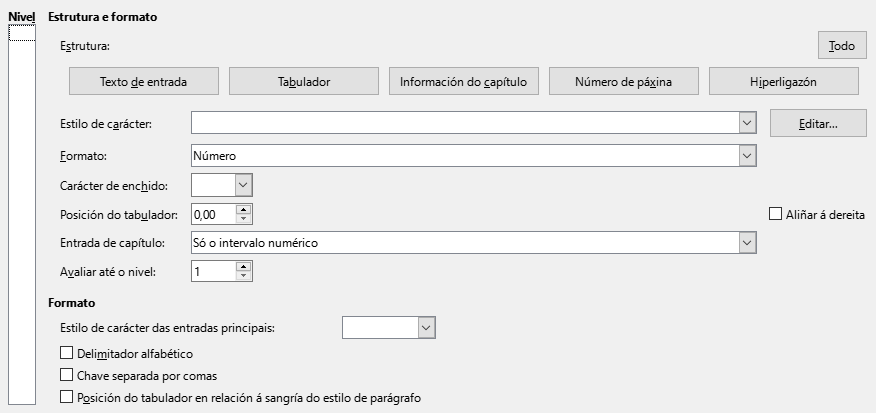 Nivel
Estrutura e formato
Estrutura:
Todo
Texto de entrada Tabulador Información do capítulo Número de páxina Hiperligazón
Estilo de carácter:
Editar...
Formato: Número
Carácter de enchido:
Posición do tabulador: 0,00
Aliñar á dereita
Entrada de capítulo: Só o intervalo numérico
Avaliar até o nivel: 1
Formato
Estilo de carácter das entradas principais:
Delimitador alfabético
Chave separada por comas
Posición do tabulador en relación á sangría do estilo de parágrafo